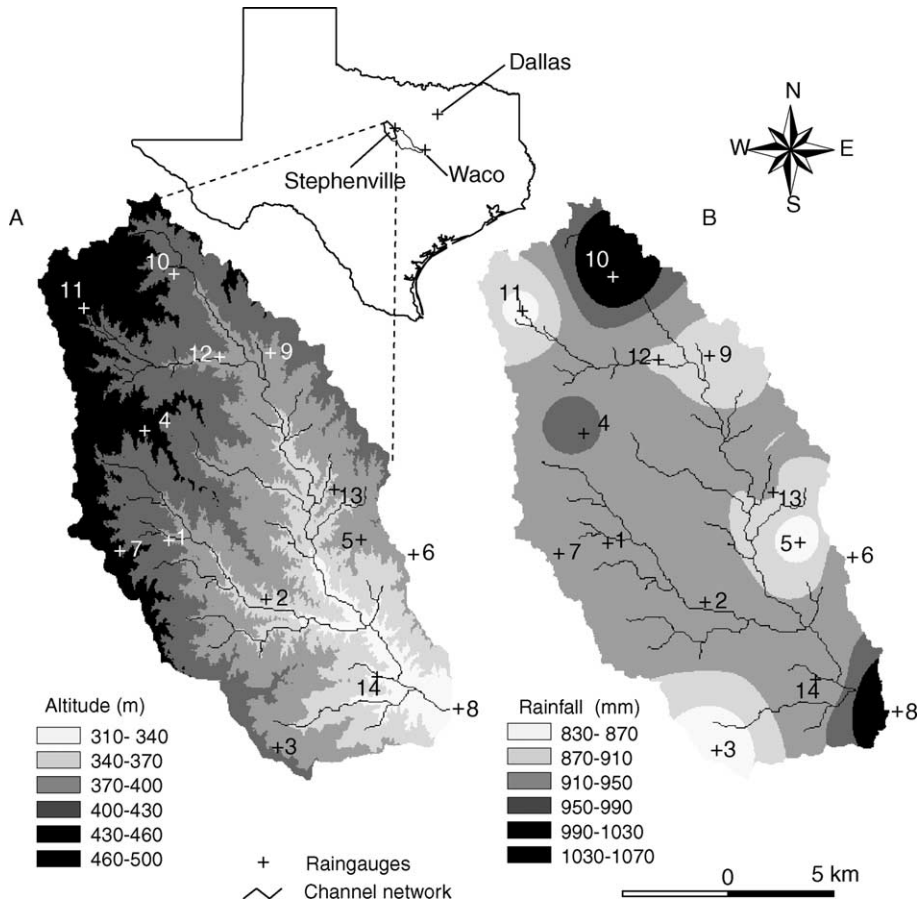 Dallas
Stephenville
Waco
N
W
E
S
A
10
11
12
9
4
13
5
6
1
7
2
14
8
3
Altitude (m)
310- 340
340-370
370-400
400-430
430-460
460-500
B
10
11
12
9
4
13
5
6
1
7
2
14
8
3
Rainfall (mm)
830- 870
870-910
910-950
950-990
990-1030
1030-1070
+ Raingauges
Channel network
0 5 km